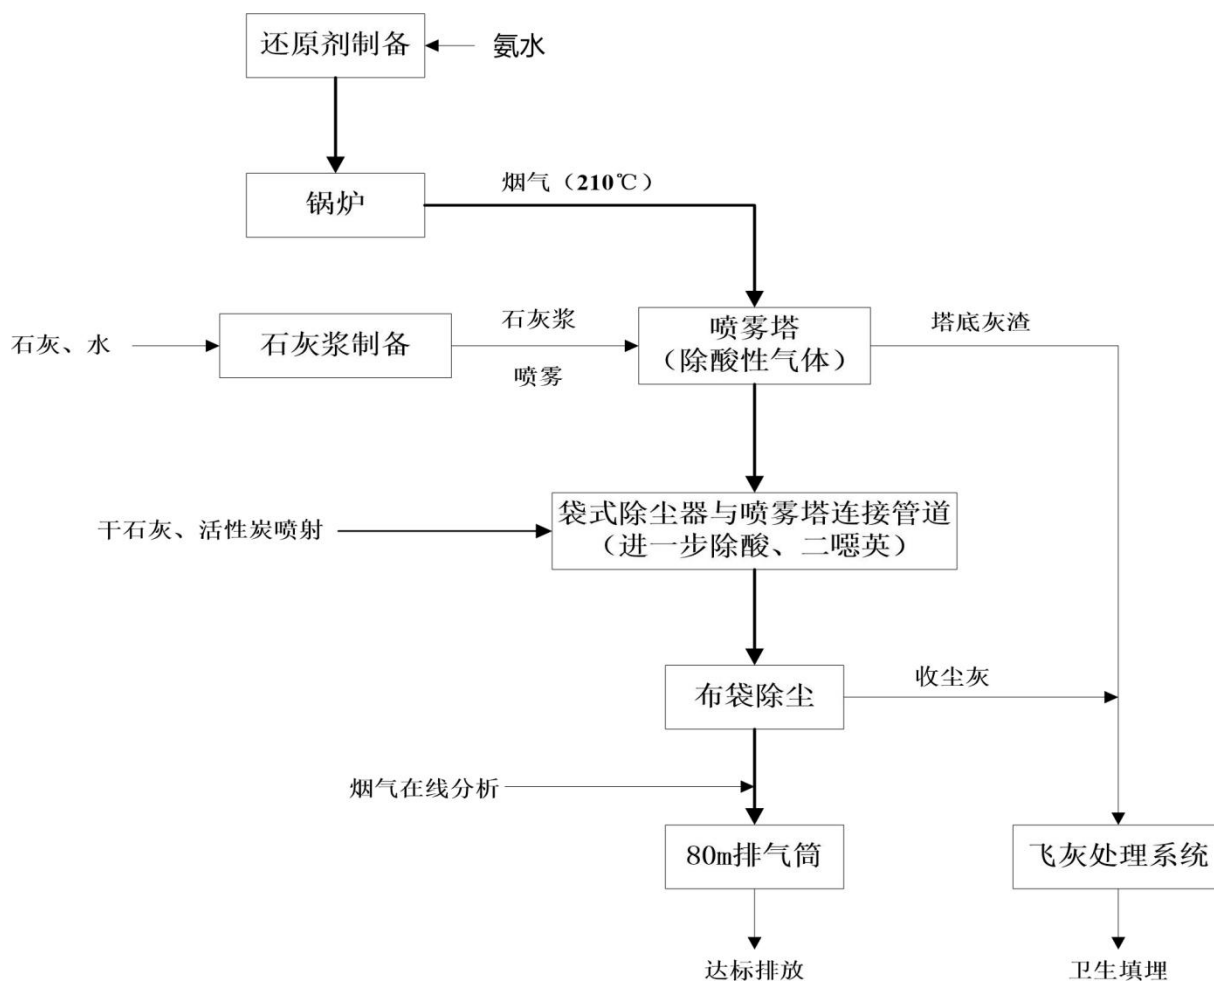 还原剂制备
氨水
锅炉
烟气（210℃）
石灰、水
石灰浆制备
石灰浆
喷雾
喷雾塔
（除酸性气体）
塔底灰渣
干石灰、活性炭喷射
袋式除尘器与喷雾塔连接管道
（进一步除酸、二噁英）
布袋除尘
收尘灰
烟气在线分析
80m排气筒
飞灰处理系统
达标排放
卫生填埋